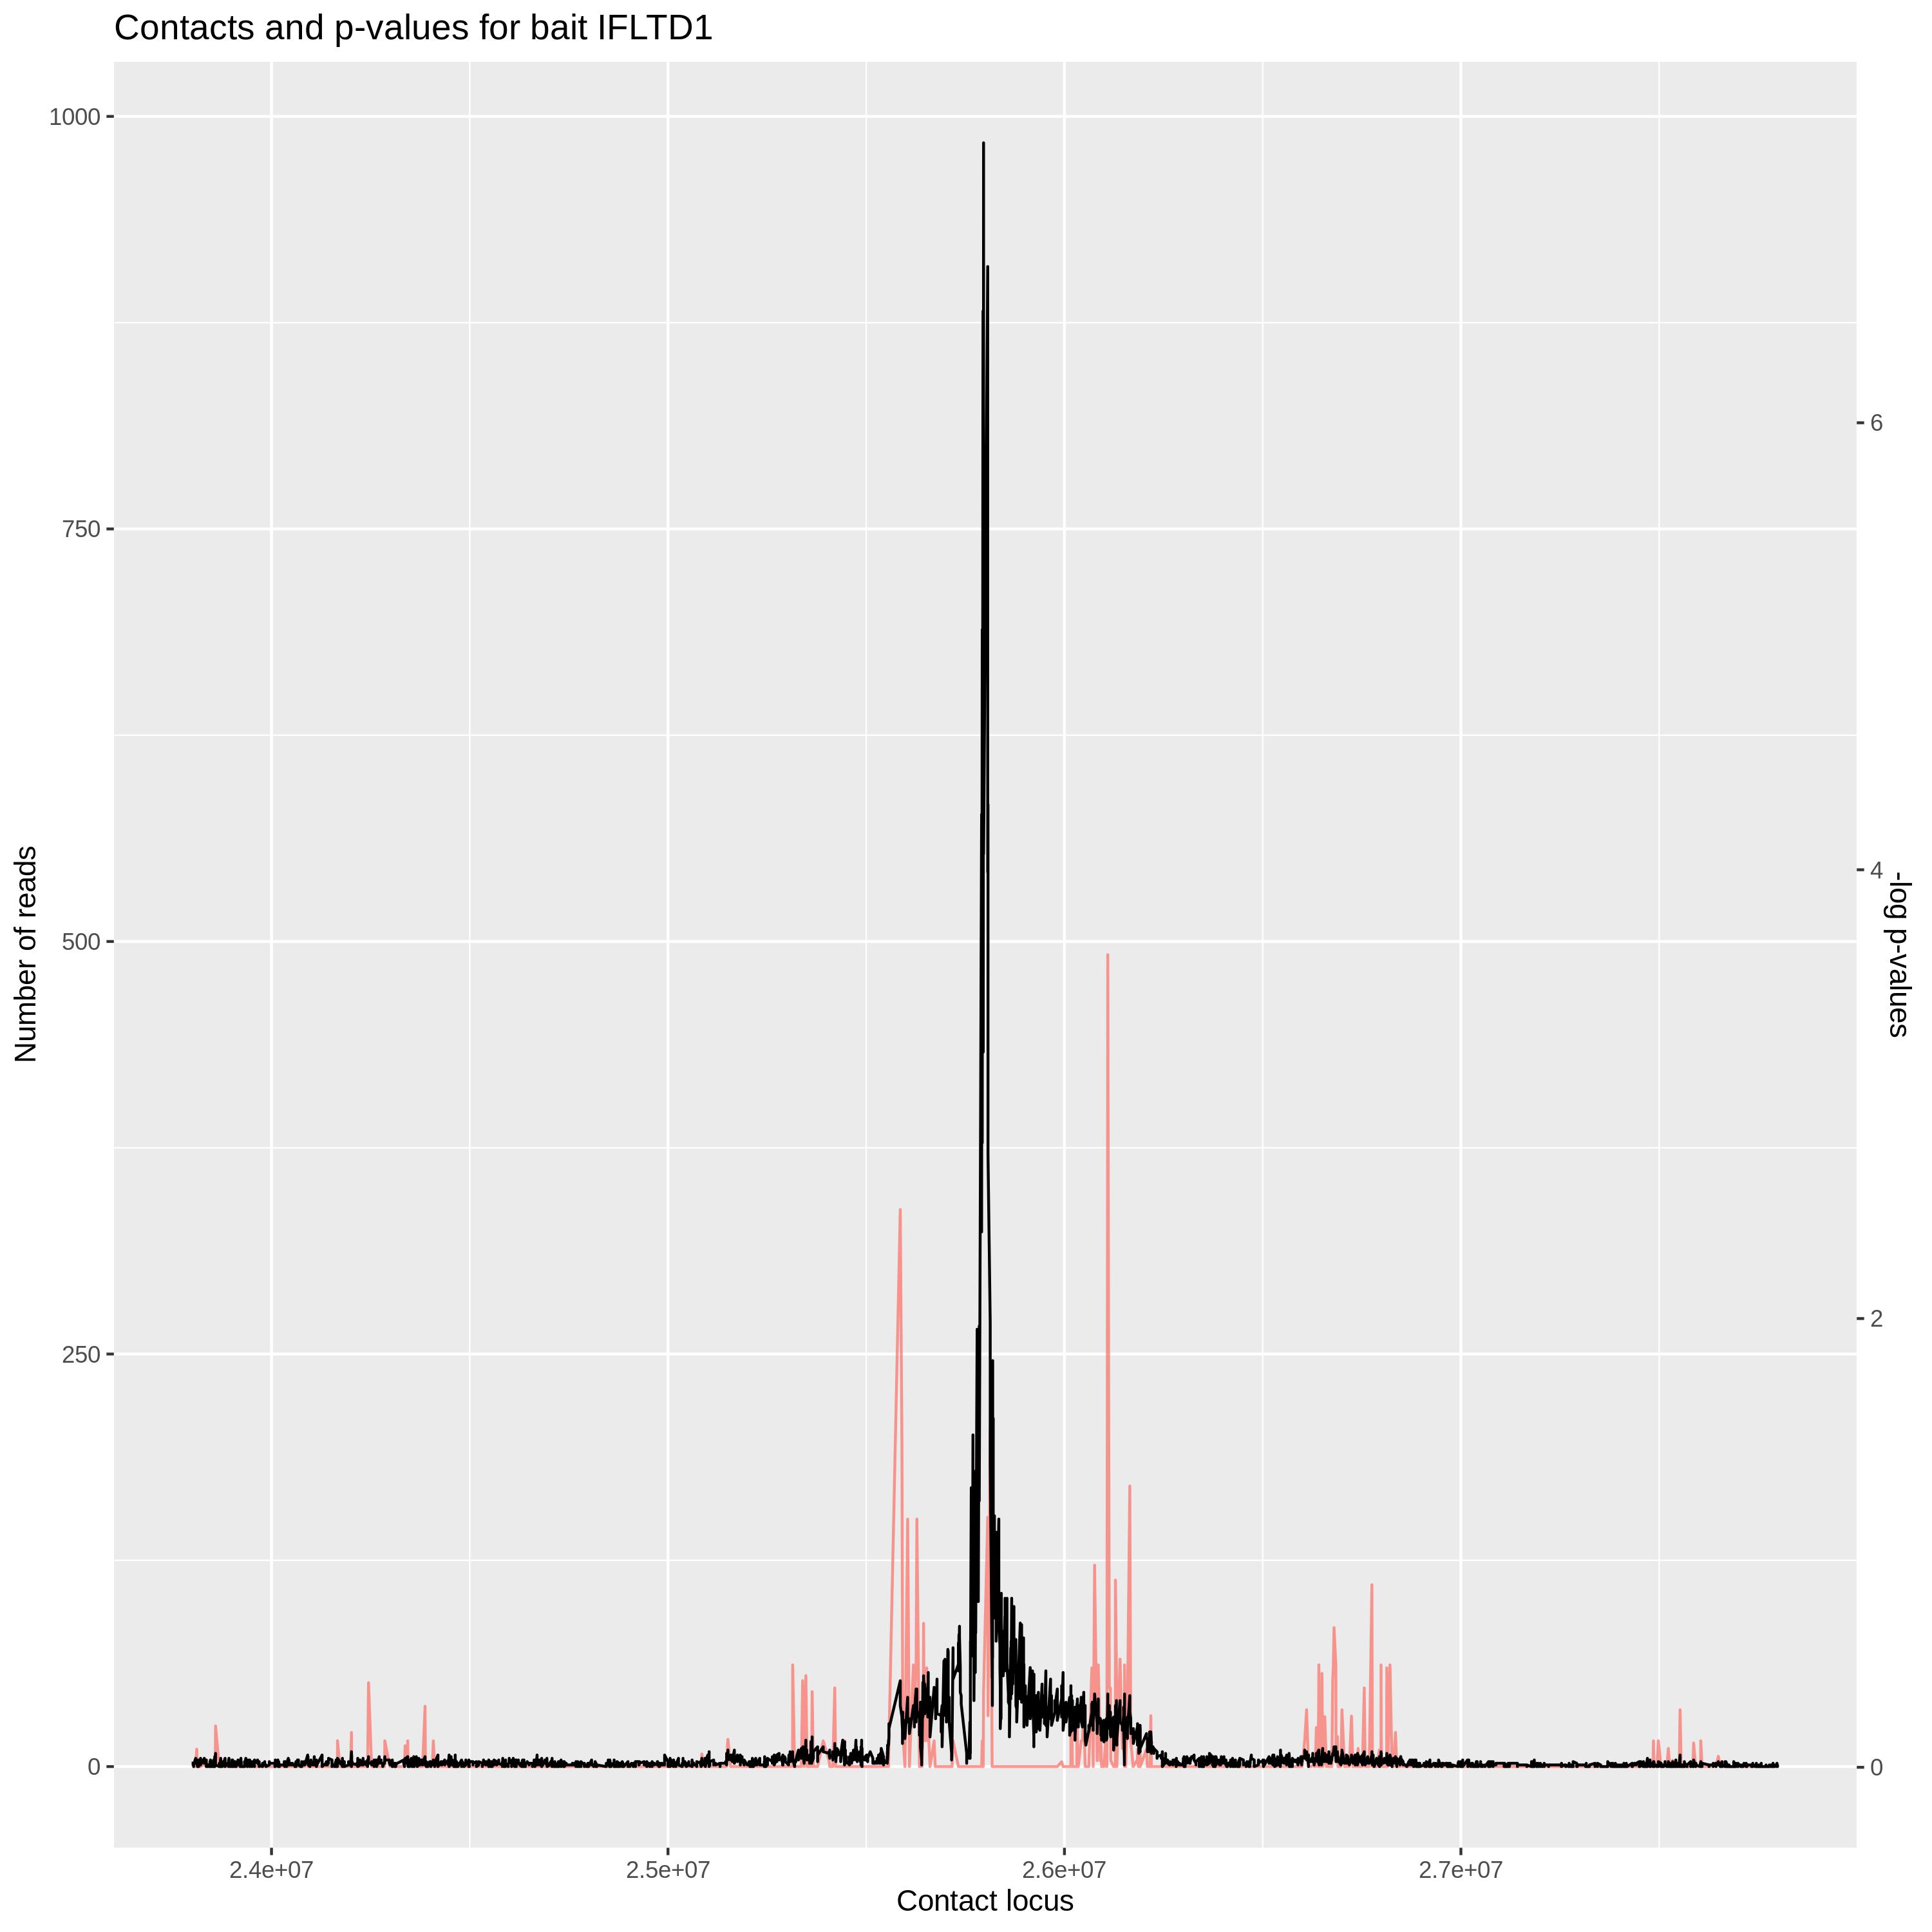 Contacts and p-values for bait IFLTD1
1000
750
500
250
0
Number of reads
6
4
2
0
-log p-values
2.4e+07
2.5e+07
2.6e+07
2.7e+07
Contact locus